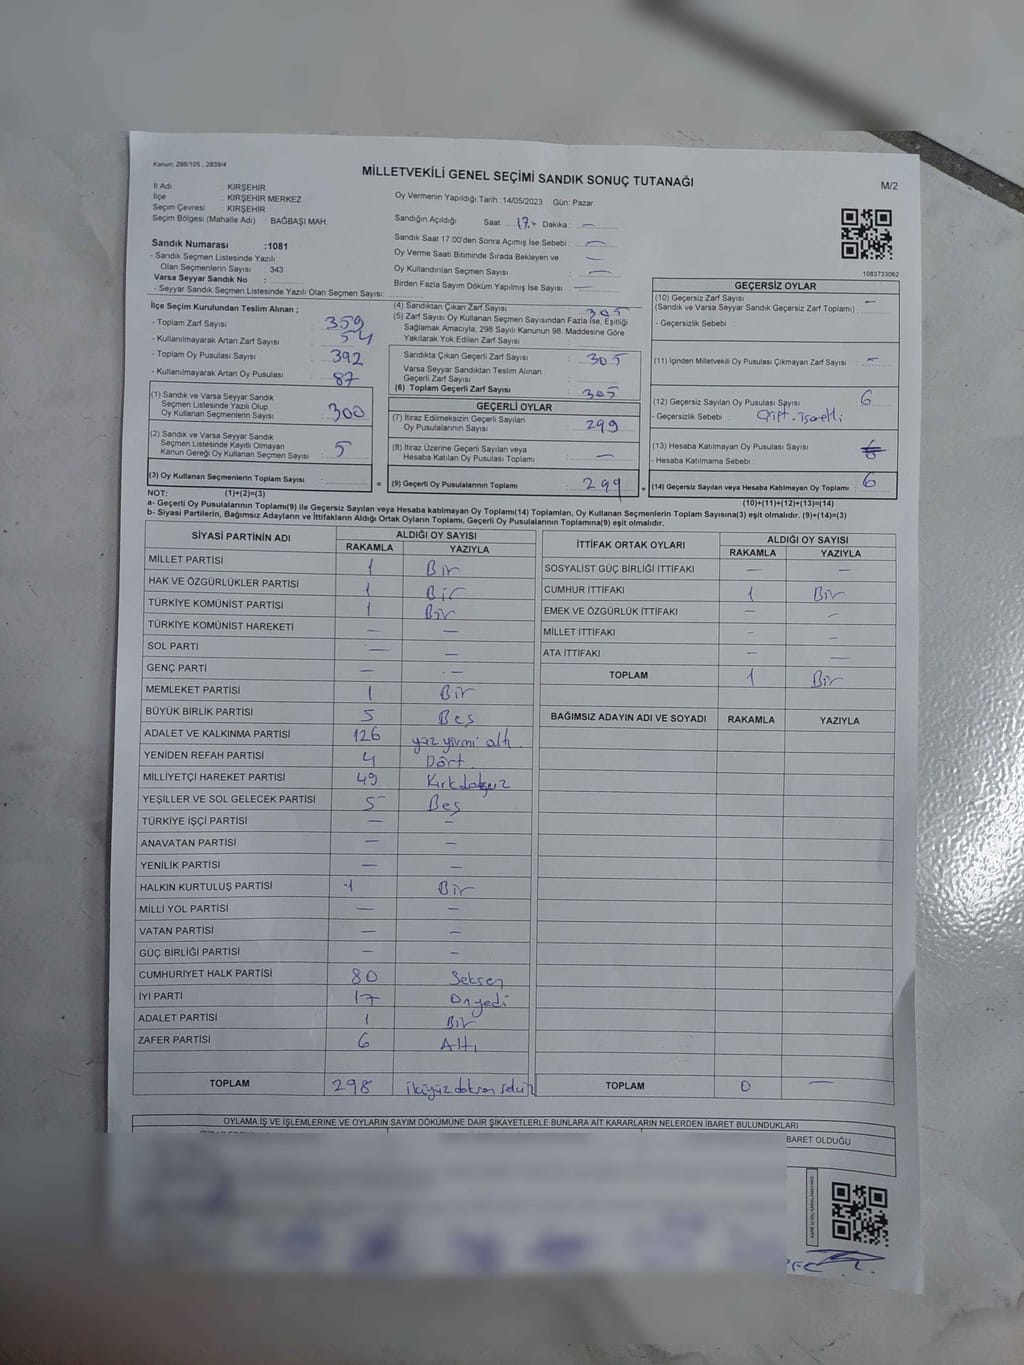 Kanun: 298/105 , 2839/4
MİLLETVEKİLİ GENEL SEÇİMİ SANDIK SONUÇ TUTANAĞI
M/2
İl Adı : KIRŞEHİR
İlçe : KIRŞEHİR MERKEZ
Seçim Çevresi : KIRŞEHİR
Seçim Bölgesi (Mahalle Adı) : BAĞBAŞI MAH.
Oy Vermenin Yapıldığı Tarih :14/05/2023 Gün: Pazar
Sandığın Açıldığı Saat: 17 Dakika : —
Sandık Saat 17:00'den Sonra Açımış İse Sebebi : —
Oy Verme Saati Bitiminde Sırada Bekleyen ve —
Oy Kullandırılan Seçmen Sayısı : —
Birden Fazla Sayım Döküm Yapılmış İse Sayısı : —
1083733062
Sandık Numarası :1081
- Sandık Seçmen Listesinde Yazılı
Olan Seçmenlerin Sayısı : 343
Varsa Seyyar Sandık No :
- Seyyar Sandık Seçmen Listesinde Yazılı Olan Seçmen Sayısı:
İlçe Seçim Kurulundan Teslim Alınan ;
- Toplam Zarf Sayısı : 359
- Kullanılmayarak Artan Zarf Sayısı : 54
- Toplam Oy Pusulası Sayısı : 392
- Kullanılmayarak Artan Oy Pusulası : 87
(1) Sandık ve Varsa Seyyar Sandık
Seçmen Listesinde Yazılı Olup
Oy Kullanan Seçmenlerin Sayısı : 300
(2) Sandık ve Varsa Seyyar Sandık
Seçmen Listesinde Kayıtlı Olmayan
Kanun Gereği Oy Kullanan Seçmen Sayısı : 5
(3) Oy Kullanan Seçmenlerin Toplam Sayısı :
(4) Sandıktan Çıkan Zarf Sayısı : 305
(5) Zarf Sayısı Oy Kullanan Seçmen Sayısından Fazla İse, Eşitliği
Sağlamak Amacıyla; 298 Sayılı Kanunun 98. Maddesine Göre
Yakılarak Yok Edilen Zarf Sayısı :
Sandıkta Çıkan Geçerli Zarf Sayısı : 305
Varsa Seyyar Sandıktan Teslim Alınan
Geçerli Zarf Sayısı :
(6) Toplam Geçerli Zarf Sayısı : 305
GEÇERLİ OYLAR
(7) İtiraz Edilmeksizin Geçerli Sayılan
Oy Pusulalarının Sayısı : 299
(8) İtiraz Üzerine Geçerli Sayılan veya
Hesaba Katılan Oy Pusulası Toplamı : —
= (9) Geçerli Oy Pusulalarının Toplamı : 299 +
GEÇERSİZ OYLAR
(10) Geçersiz Zarf Sayısı —
(Sandık ve Varsa Seyyar Sandık Geçersiz Zarf Toplamı) :
- Geçersizlik Sebebi :
(11) İçinden Milletvekili Oy Pusulası Çıkmayan Zarf Sayısı : —
(12) Geçersiz Sayılan Oy Pusulası Sayısı : 6
- Geçersizlik Sebebi : Çift işaretli
(13) Hesaba Katılmayan Oy Pusulası Sayısı :
- Hesaba Katılmama Sebebi :
(14) Geçersiz Sayılan veya Hesaba Katılmayan Oy Toplamı : 6
NOT: (1)+(2)=(3)
(10)+(11)+(12)+(13)=(14)
a- Geçerli Oy Pusulalarının Toplamı(9) ile Geçersiz Sayılan veya Hesaba katılmayan Oy Toplamı(14) Toplamları, Oy Kullanan Seçmenlerin Toplam Sayısına(3) eşit olmalıdır. (9)+(14)=(3)
b- Siyasi Partilerin, Bağımsız Adayların ve İttifakların Aldığı Ortak Oyların Toplamı, Geçerli Oy Pusulalarının Toplamına(9) eşit olmalıdır.
SİYASİ PARTİNİN ADI ALDIĞI OY SAYISI
RAKAMLA YAZIYLA
MİLLET PARTİSİ 1 Bir
HAK VE ÖZGÜRLÜKLER PARTİSİ 1 Bir
TÜRKİYE KOMÜNİST PARTİSİ 1 Bir
TÜRKİYE KOMÜNİST HAREKETİ — —
SOL PARTİ — —
GENÇ PARTİ — —
MEMLEKET PARTİSİ 1 Bir
BÜYÜK BİRLİK PARTİSİ 5 Beş
ADALET VE KALKINMA PARTİSİ 126 yüz yirmi altı
YENİDEN REFAH PARTİSİ 4 Dört
MİLLİYETÇİ HAREKET PARTİSİ 49 Kırkdokuz
YEŞİLLER VE SOL GELECEK PARTİSİ 5 Beş
TÜRKİYE İŞÇİ PARTİSİ — —
ANAVATAN PARTİSİ — —
YENİLİK PARTİSİ — —
HALKIN KURTULUŞ PARTİSİ 1 Bir
MİLLİ YOL PARTİSİ — —
VATAN PARTİSİ — —
GÜÇ BİRLİĞİ PARTİSİ — —
CUMHURİYET HALK PARTİSİ 80 Seksen
İYİ PARTİ 17 Onyedi
ADALET PARTİSİ 1 Bir
ZAFER PARTİSİ 6 Altı
TOPLAM 298 ikiyüz doksan sekiz
İTTİFAK ORTAK OYLARI ALDIĞI OY SAYISI
RAKAMLA YAZIYLA
SOSYALİST GÜÇ BİRLİĞİ İTTİFAKI — —
CUMHUR İTTİFAKI 1 Bir
EMEK VE ÖZGÜRLÜK İTTİFAKI — —
MİLLET İTTİFAKI — —
ATA İTTİFAKI — —
TOPLAM 1 Bir
BAĞIMSIZ ADAYIN ADI VE SOYADI RAKAMLA YAZIYLA
TOPLAM 0 —
OYLAMA İŞ VE İŞLEMLERİNE VE OYLARIN SAYIM DÖKÜMÜNE DAİR ŞİKAYETLERLE BUNLARA AİT KARARLARIN NELERDEN İBARET BULUNDUKLARI
BARET OLDUĞU